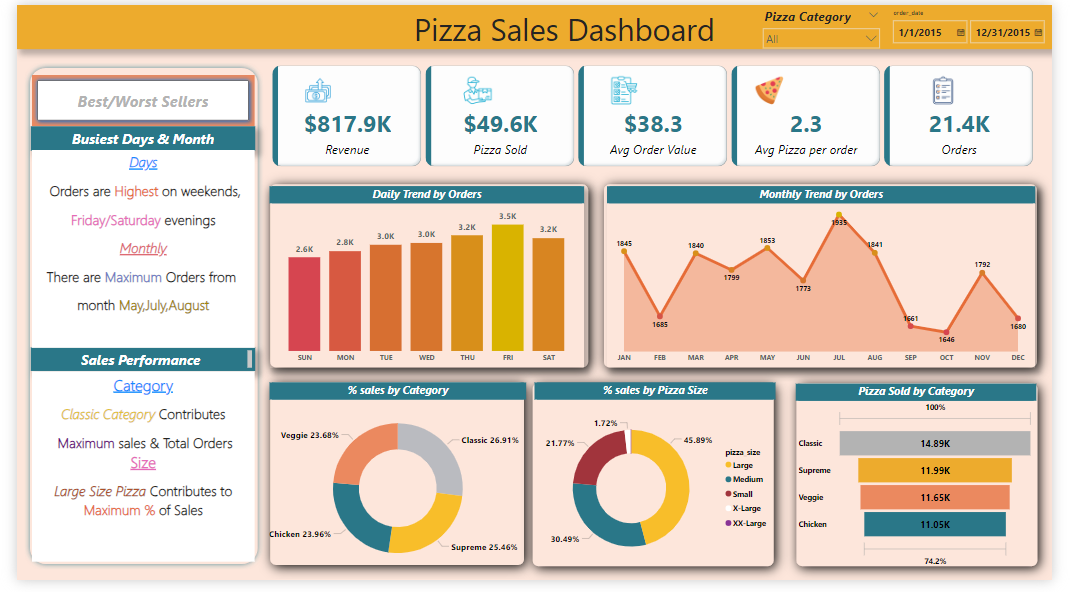 Pizza Sales Dashboard
Pizza Category
All
order_date
1/1/2015
12/31/2015
Best/Worst Sellers
Busiest Days & Month
Days
Orders are Highest on weekends,
Friday/Saturday evenings
Monthly
There are Maximum Orders from
month May,July,August
Sales Performance
Category
Classic Category Contributes
Maximum sales & Total Orders
Size
Large Size Pizza Contributes to
Maximum % of Sales
$817.9K
Revenue
$49.6K
Pizza Sold
$38.3
Avg Order Value
2.3
Avg Pizza per order
21.4K
Orders
Daily Trend by Orders
2.6K
2.8K
3.0K
3.0K
3.2K
3.5K
3.2K
SUN
MON
TUE
WED
THU
FRI
SAT
Monthly Trend by Orders
1845
1685
1840
1799
1853
1773
1935
1841
1661
1646
1792
1680
JAN
FEB
MAR
APR
MAY
JUN
JUL
AUG
SEP
OCT
NOV
DEC
% sales by Category
Veggie 23.68%
Classic 26.91%
Chicken 23.96%
Supreme 25.46%
% sales by Pizza Size
1.72%
21.77%
45.89%
30.49%
pizza_size
Large
Medium
Small
X-Large
XX-Large
Pizza Sold by Category
100%
Classic
14.89K
Supreme
11.99K
Veggie
11.65K
Chicken
11.05K
74.2%